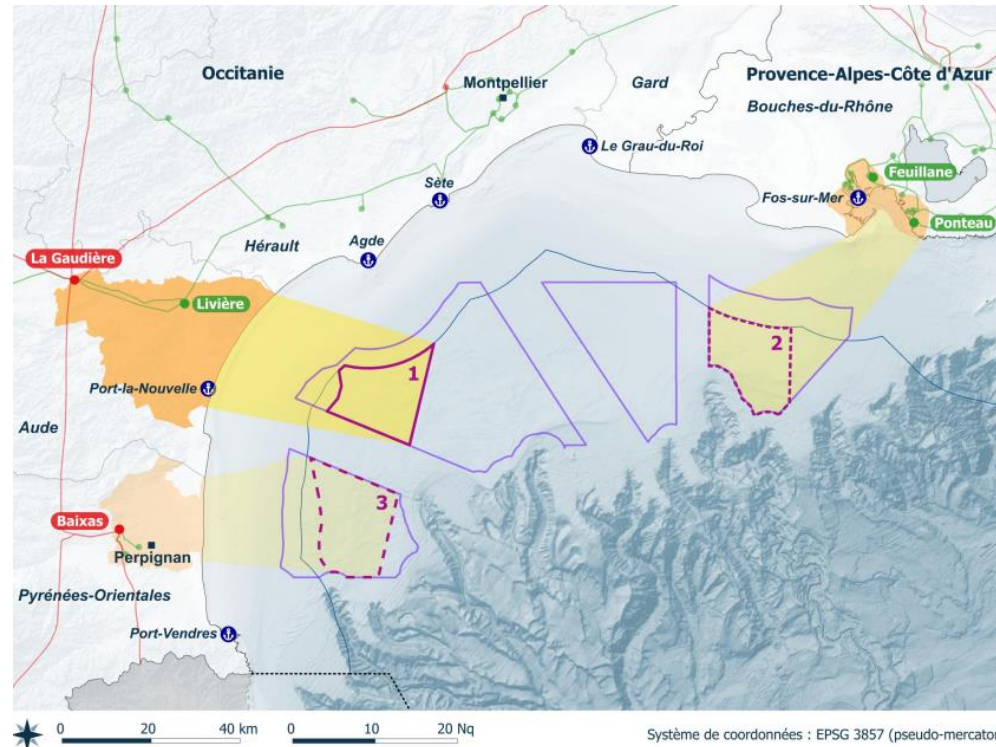 Occitanie
Montpellier
Gard
Provence-Alpes-Côte d'Azur
Bouches-du-Rhône
Le Grau-du-Roi
Feuillane
Sète
Fos-sur-Mer
Ponteau
Hérault
Agde
La Gaudière
Livière
2
1
Port-la-Nouvelle
Aude
3
Baixas
Perpignan
Pyrénées-Orientales
Port-Vendres
0 20 40 km 0 10 20 Nq
Système de coordonnées : EPSG 3857 (pseudo-mercator